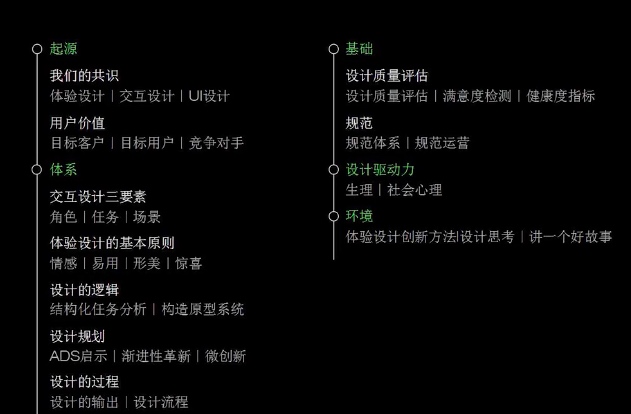 起源
我们的共识
体验设计 | 交互设计 | UI设计
用户价值
目标客户 | 目标用户 | 竞争对手
体系
交互设计三要素
角色 | 任务 | 场景
体验设计的基本原则
情感 | 易用 | 形美 | 惊喜
设计的逻辑
结构化任务分析 | 构造原型系统
设计规划
ADS启示 | 渐进性革新 | 微创新
设计的过程
设计的输出 | 设计流程
基础
设计质量评估
设计质量评估 | 满意度检测 | 健康度指标
规范
规范体系 | 规范运营
设计驱动力
生理 | 社会心理
环境
体验设计创新方法|设计思考 | 讲一个好故事